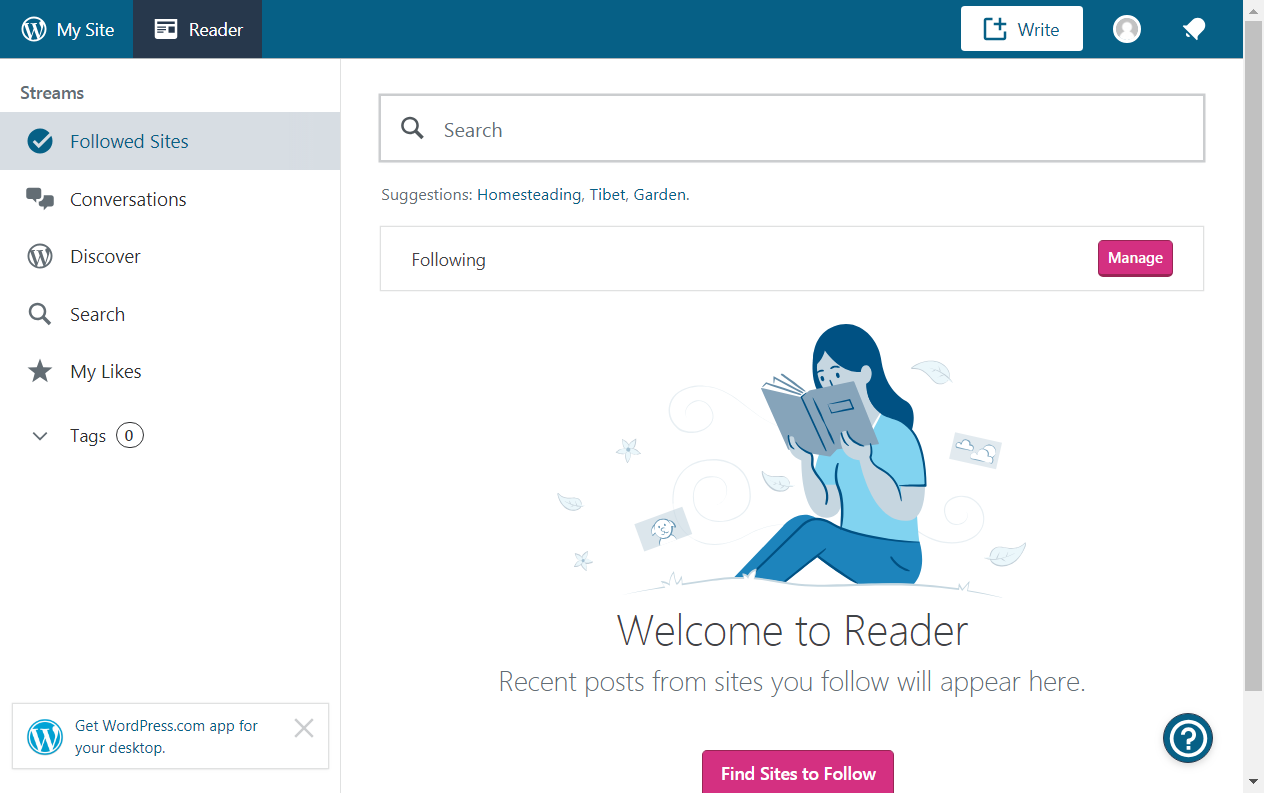 My Site
Reader
Write
Streams
Followed Sites
Conversations
Discover
Search
My Likes
Tags 0
Get WordPress.com app for
your desktop.
Search
Suggestions: Homesteading, Tibet, Garden.
Following
Manage
Welcome to Reader
Recent posts from sites you follow will appear here.
Find Sites to Follow